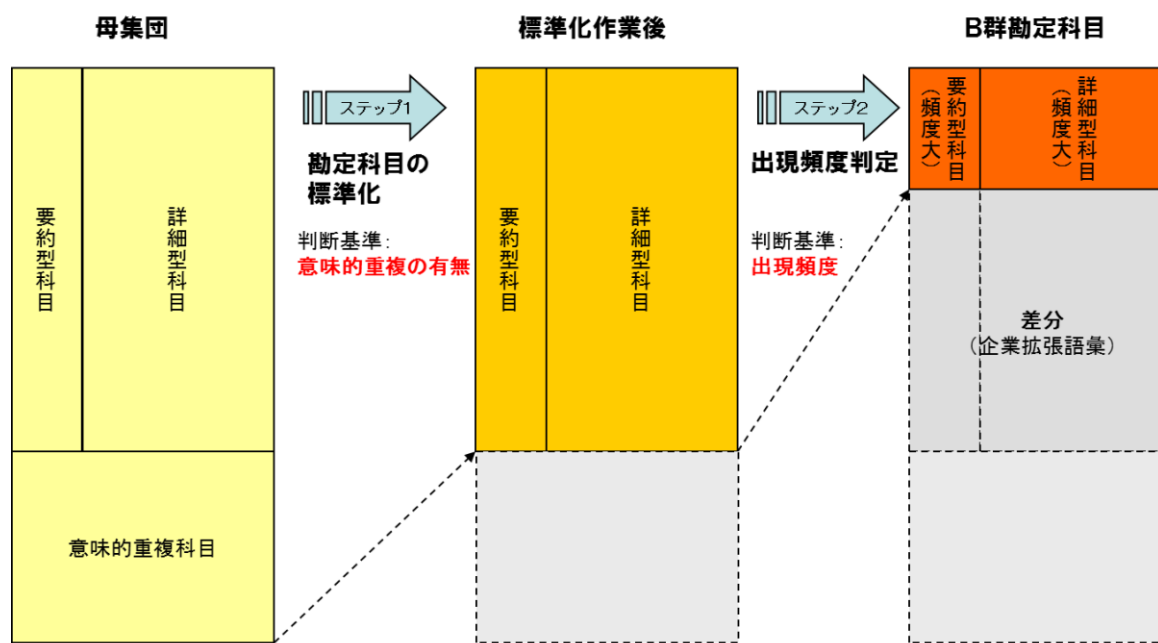 母集団
標準化作業後
B群勘定科目
要約型科目
詳細型科目
意味的重複科目
ステップ1
勘定科目の
標準化
判断基準：
意味的重複の有無
要約型科目
詳細型科目
ステップ2
出現頻度判定
判断基準：
出現頻度
要約型科目
（頻度大）
詳細型科目
（頻度大）
差分
（企業拡張語彙）